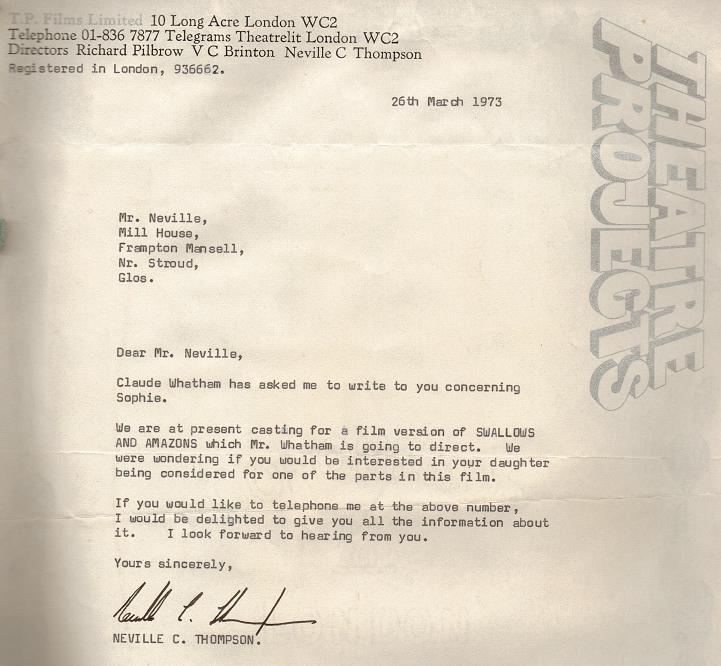 T.P. Films Limited 10 Long Acre London WC2
Telephone 01-836 7877 Telegrams Theatrelit London WC2
Directors Richard Pilbrow V C Brinton Neville C Thompson
Registered in London, 936662.
THEATRE
PROJECTS
26th March 1973
Mr. Neville,
Mill House,
Frampton Mansell,
Nr. Stroud,
Glos.
Dear Mr. Neville,
Claude Whatham has asked me to write to you concerning
Sophie.
We are at present casting for a film version of SWALLOWS
AND AMAZONS which Mr. Whatham is going to direct. We
were wondering if you would be interested in your daughter
being considered for one of the parts in this film.
If you would like to telephone me at the above number,
I would be delighted to give you all the information about
it. I look forward to hearing from you.
Yours sincerely,
Neville C. Thompson
NEVILLE C. THOMPSON.